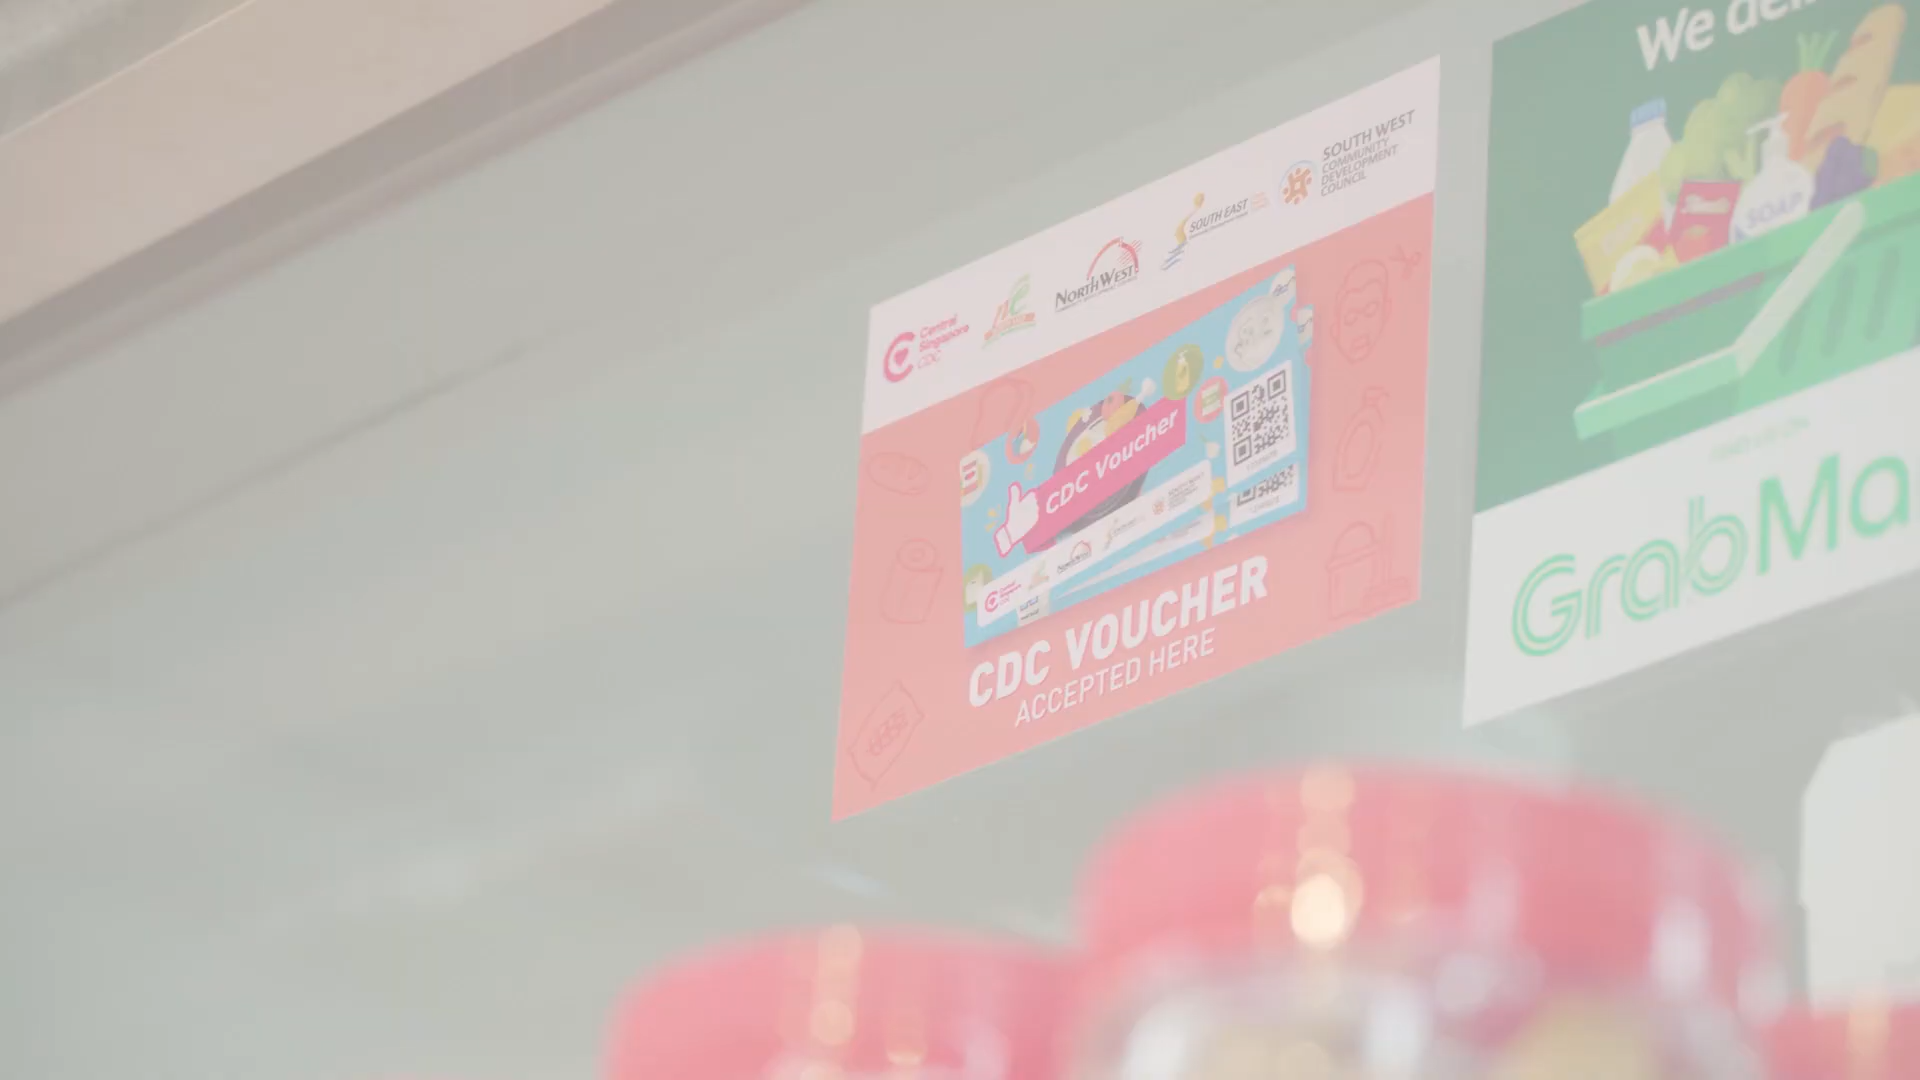 Central
Singapore
CDC
NORTHWEST
SOUTH EAST
SOUTH WEST
COMMUNITY
DEVELOPMENT
COUNCIL
CDC Voucher
CDC VOUCHER
ACCEPTED HERE
We
SOAP
GrabMa